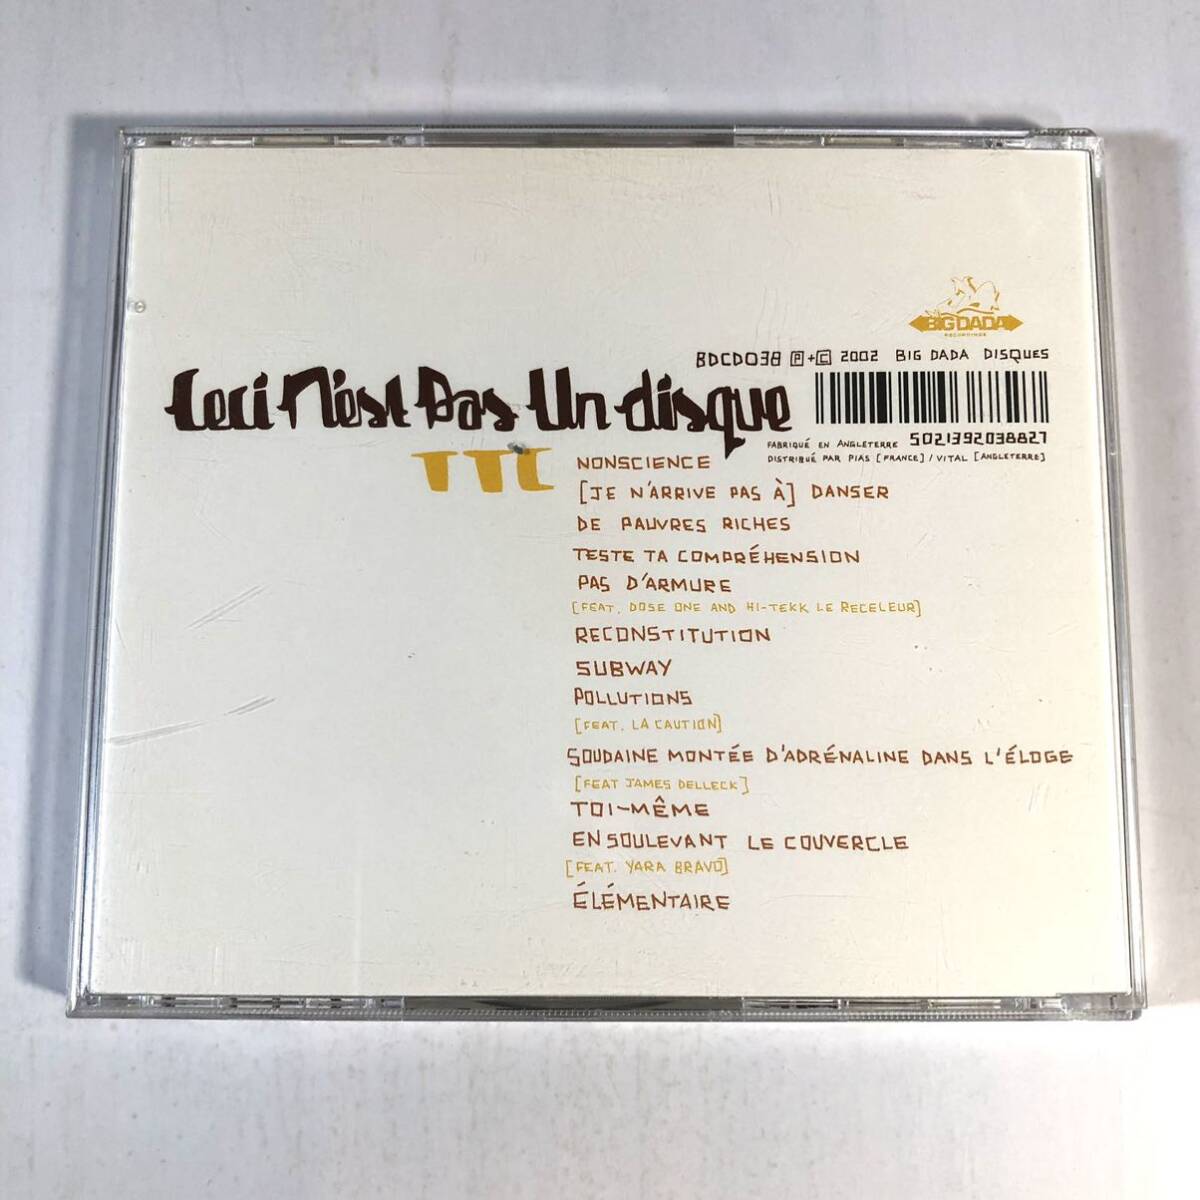 BIG DADA
RECORDINGS
BDCD038 Ⓟ+© 2002 BIG DADA DISQUES
Ceci N'est Pas Un disque
FABRIQUÉ EN ANGLETERRE 5021392038827
DISTRIBUÉ PAR PIAS [FRANCE] / VITAL [ANGLETERRE]
TTC
NONSCIENCE
[JE N'ARRIVE PAS À] DANSER
DE PAUVRES RICHES
TESTE TA COMPRÉHENSION
PAS D'ARMURE
[FEAT. DOSE ONE AND HI-TEKK LE RECELEUR]
RECONSTITUTION
SUBWAY
POLLUTIONS
[FEAT. LA CAUTION]
SOUDAINE MONTÉE D'ADRÉNALINE DANS L'ÉLOGE
[FEAT JAMES DELLECK]
TOI-MÊME
EN SOULEVANT LE COUVERCLE
[FEAT. YARA BRAVO]
ÉLÉMENTAIRE